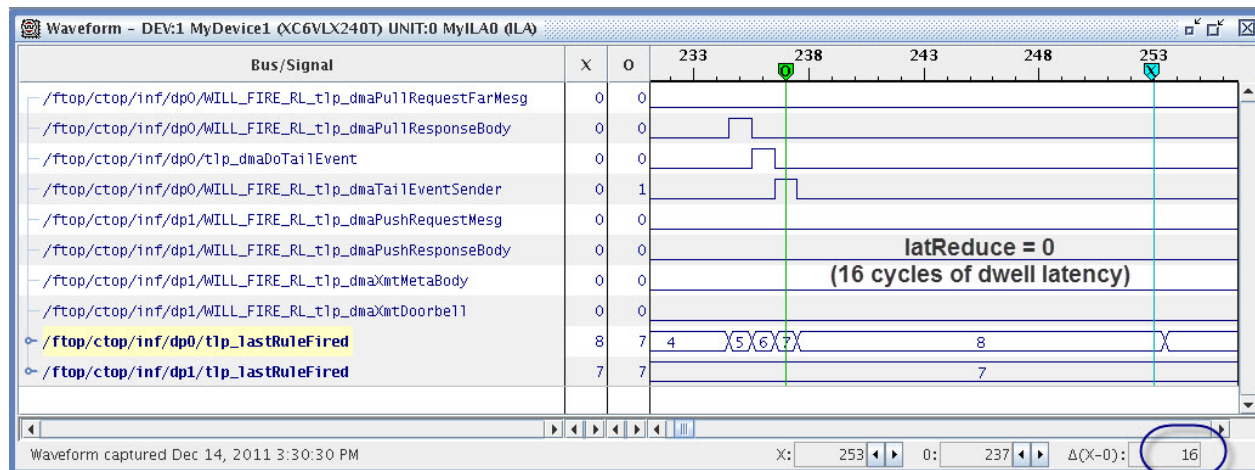 Waveform - DEV:1 MyDevice1 (XC6VLX240T) UNIT:0 MyILA0 (ILA)
Bus/Signal X O 233 238 243 248 253
O X
/ftop/ctop/inf/dp0/WILL_FIRE_RL_tlp_dmaPullRequestFarMesg 0 0
/ftop/ctop/inf/dp0/WILL_FIRE_RL_tlp_dmaPullResponseBody 0 0
/ftop/ctop/inf/dp0/tlp_dmaDoTailEvent 0 0
/ftop/ctop/inf/dp0/WILL_FIRE_RL_tlp_dmaTailEventSender 0 1
/ftop/ctop/inf/dp1/WILL_FIRE_RL_tlp_dmaPushRequestMesg 0 0
/ftop/ctop/inf/dp1/WILL_FIRE_RL_tlp_dmaPushResponseBody 0 0
latReduce = 0
/ftop/ctop/inf/dp1/WILL_FIRE_RL_tlp_dmaXmtMetaBody 0 0
(16 cycles of dwell latency)
/ftop/ctop/inf/dp1/WILL_FIRE_RL_tlp_dmaXmtDoorbell 0 0
/ftop/ctop/inf/dp0/tlp_lastRuleFired 8 7 4 5 6 7 8
/ftop/ctop/inf/dp1/tlp_lastRuleFired 7 7 7
Waveform captured Dec 14, 2011 3:30:30 PM X: 253 O: 237 Δ(X-O): 16